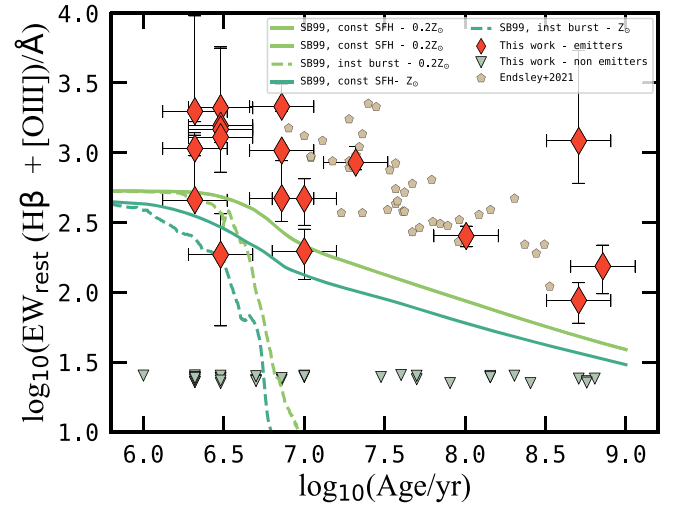 SB99, const SFH - 0.2Z⊙
SB99, const SFH - 0.2Z⊙
SB99, inst burst - 0.2Z⊙
SB99, const SFH- Z⊙
SB99, inst burst - Z⊙
This work - emitters
This work - non emitters
Endsley+2021
log10(EWrest (Hβ + [OIII])/Å)
4.0
3.5
3.0
2.5
2.0
1.5
1.0
6.0 6.5 7.0 7.5 8.0 8.5 9.0
log10(Age/yr)